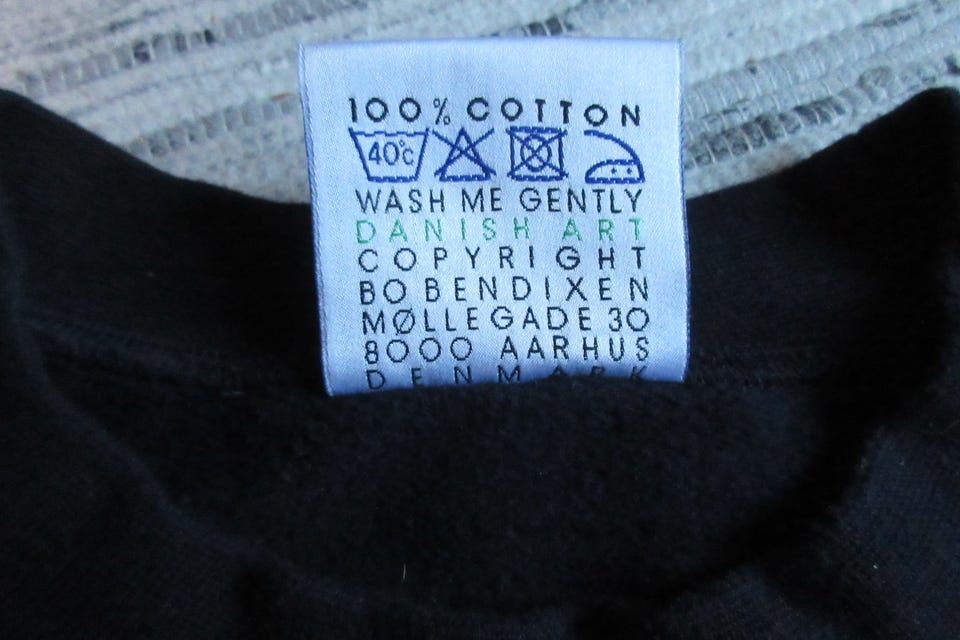 100% COTTON
40°C
WASH ME GENTLY
DANISH ART
COPYRIGHT
BO BENDIXEN
MØLLEGADE 30
8000 AARHUS
DENMARK